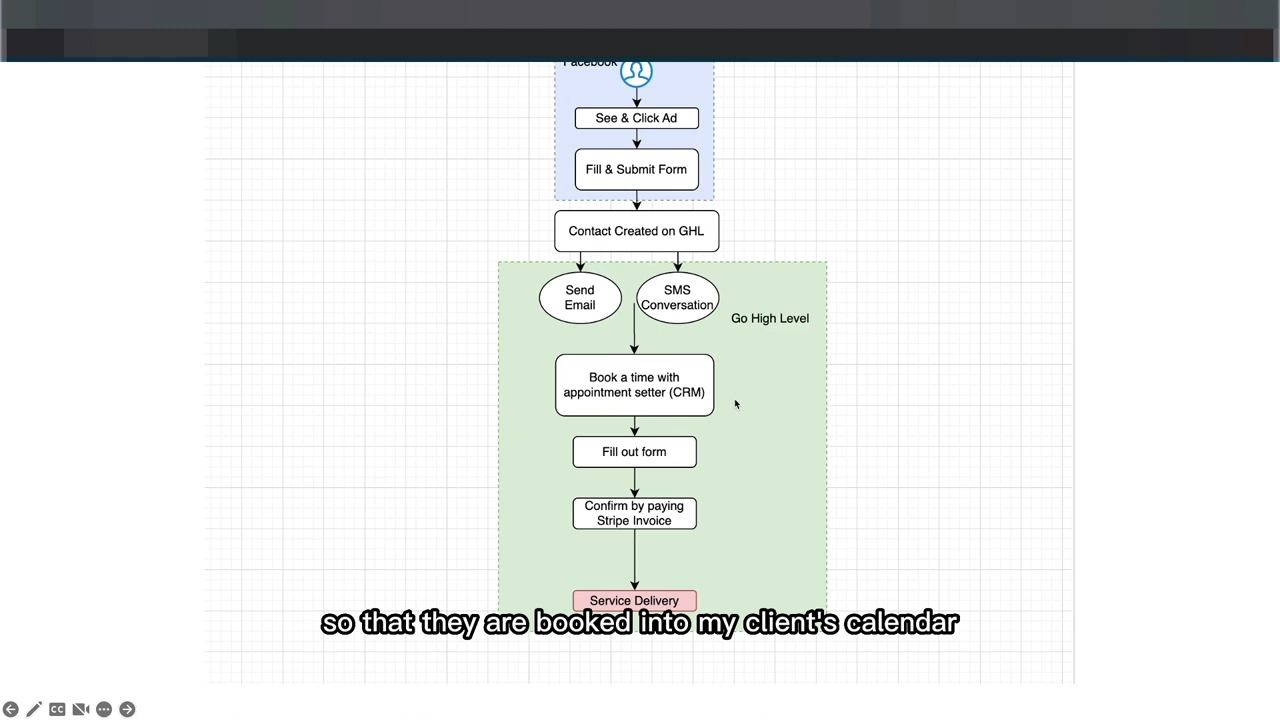 Facebook
See & Click Ad
Fill & Submit Form
Contact Created on GHL
Send
Email
SMS
Conversation
Go High Level
Book a time with
appointment setter (CRM)
Fill out form
Confirm by paying
Stripe Invoice
Service Delivery
so that they are booked into my client's calendar
CC